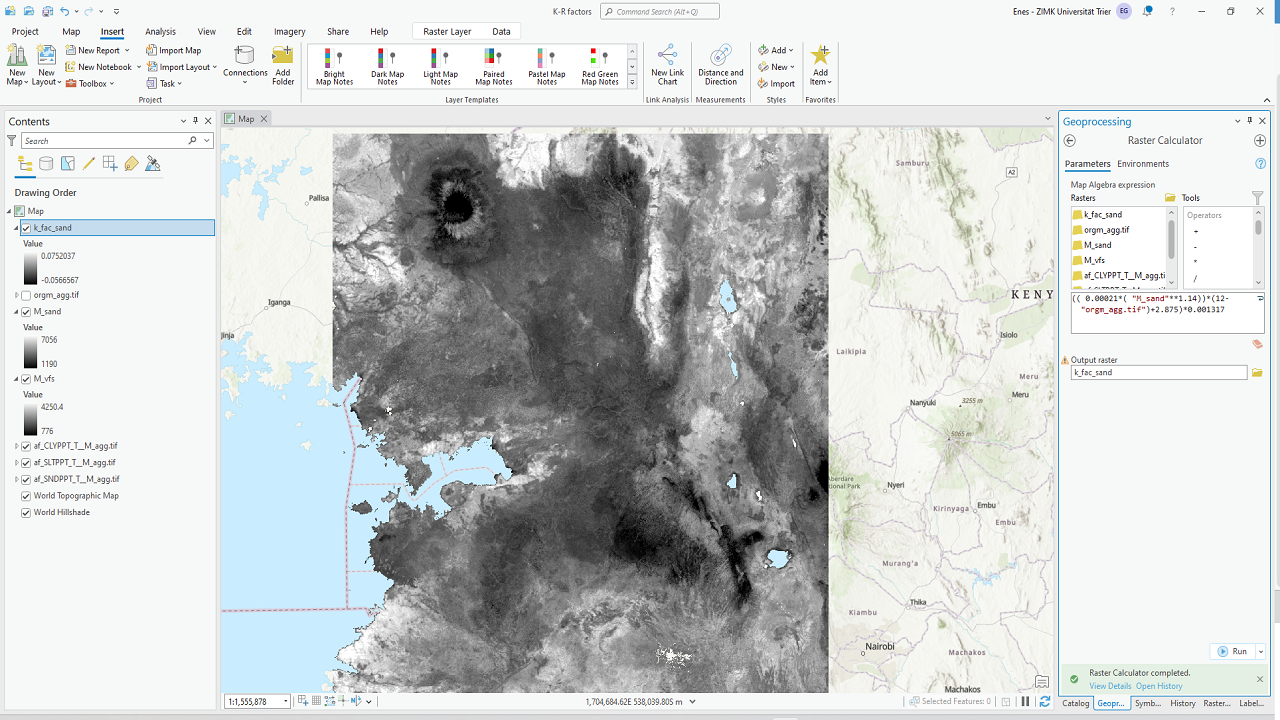 K-R factors
Command Search (Alt+Q)
Enes - ZIMK Universität Trier
EG
Project
Map
Insert
Analysis
View
Edit
Imagery
Share
Help
Raster Layer
Data
New Map
New Layout
New Report
New Notebook
Toolbox
Import Map
Import Layout
Task
Connections
Add Folder
Project
Bright Map Notes
Dark Map Notes
Light Map Notes
Paired Map Notes
Pastel Map Notes
Red Green Map Notes
Layer Templates
New Link Chart
Link Analysis
Distance and Direction
Measurements
Add
New
Import
Styles
Add Item
Favorites
Contents
Search
Drawing Order
Map
k_fac_sand
Value
0.0752037
-0.0566567
orgm_agg.tif
M_sand
Value
7056
1190
M_vfs
Value
4250.4
776
af_CLYPPT_T__M_agg.tif
af_SLTPPT_T__M_agg.tif
af_SNDPPT_T__M_agg.tif
World Topographic Map
World Hillshade
Map
Pallisa
Iganga
Jinja
Samburu
A2
KENY
Isiolo
Laikipia
Meru
Meru
Nanyuki
3255 m
5065 m
Aberdare
National Park
Nyeri
Kirinyaga
Embu
Embu
Murang'a
Thika
Kiambu
Nairobi
Machakos
Machakos
1:1,555,878
1,704,684.62E 538,039.80S m
Selected Features: 0
Geoprocessing
Raster Calculator
Parameters
Environments
Map Algebra expression
Rasters
Tools
k_fac_sand
orgm_agg.tif
M_sand
M_vfs
af_CLYPPT_T__M_agg.ti
Operators
+
-
*
/
(( 0.00021*( "M_sand"**1.14))*(12-
"orgm_agg.tif")+2.875)*0.001317
Output raster
k_fac_sand
Run
Raster Calculator completed.
View Details Open History
Catalog
Geopr...
Symb...
History
Raster...
Label...